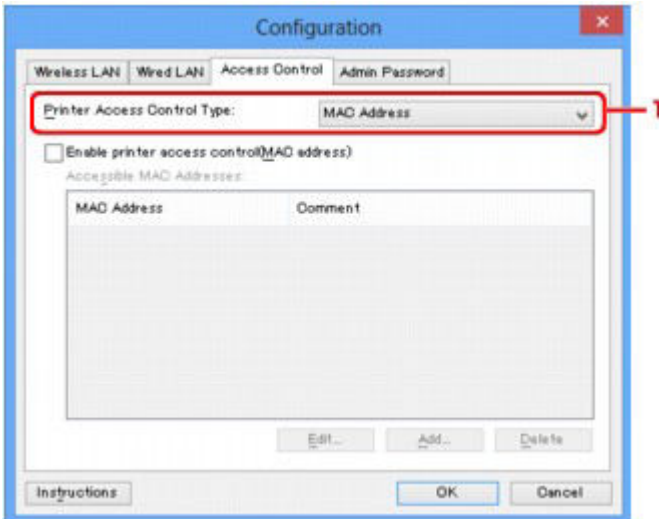 Configuration
×
Wireless LAN Wired LAN Access Control Admin Password
Printer Access Control Type: MAC Address
1
Enable printer access control(MAC address)
Accessible MAC Addresses:
MAC Address Comment
Edit... Add... Delete
Instructions OK Cancel